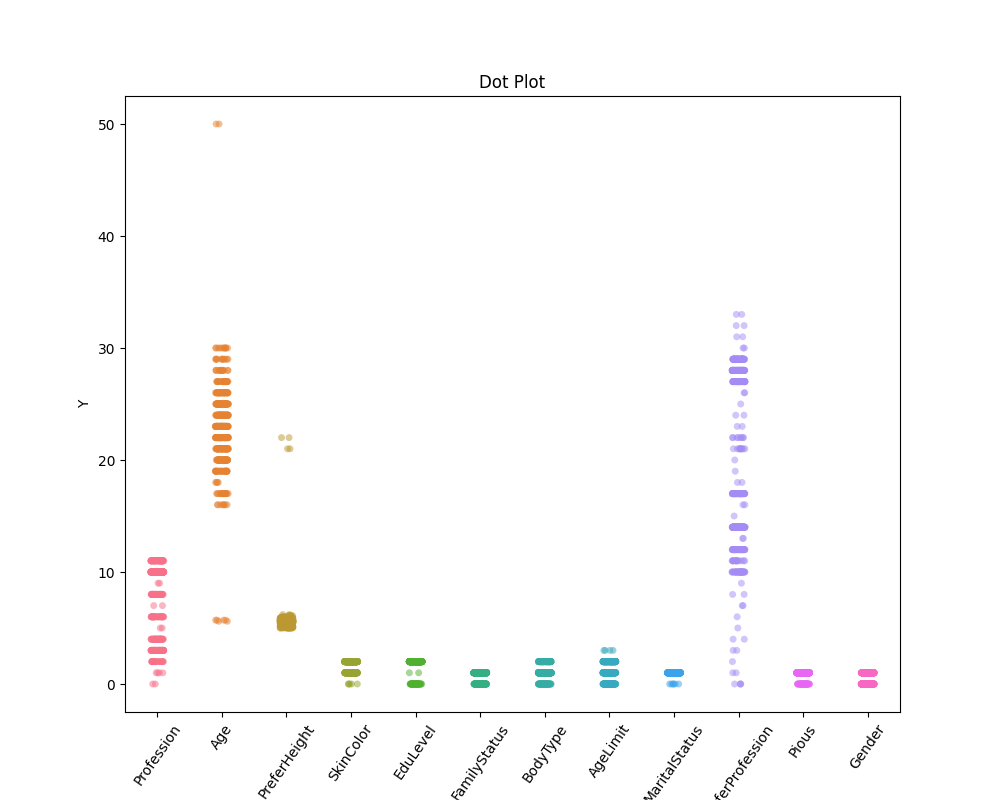 Dot Plot
Y
50
40
30
20
10
0
Profession
Age
PreferHeight
SkinColor
EduLevel
FamilyStatus
BodyType
AgeLimit
MaritalStatus
ferProfession
Pious
Gender